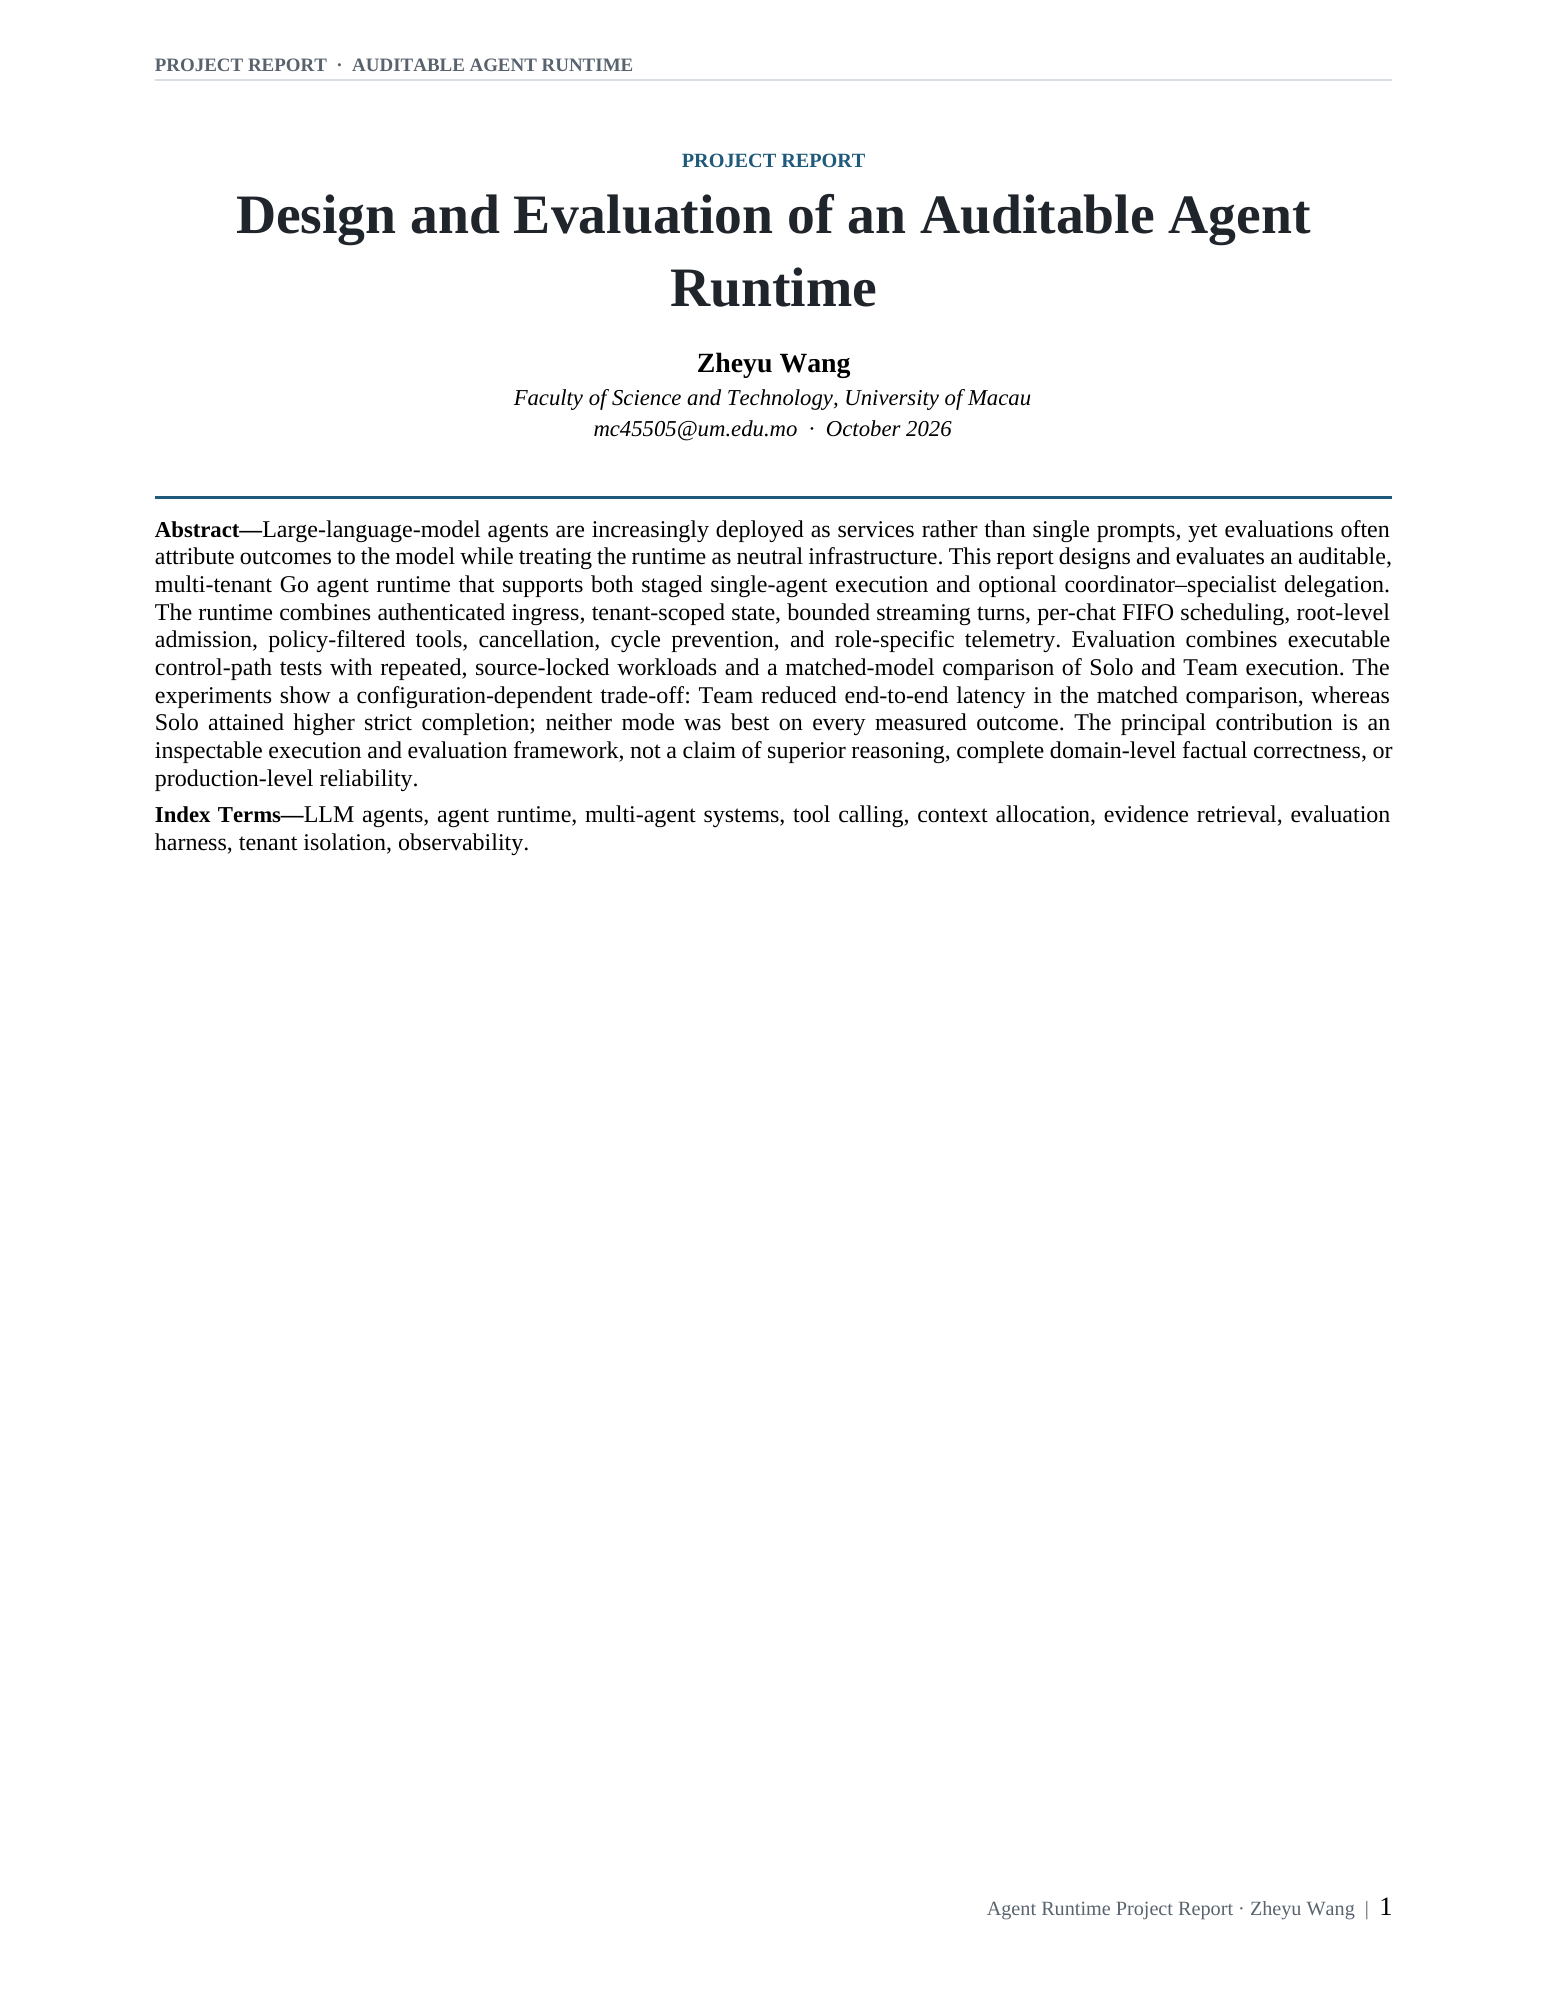 PROJECT REPORT · AUDITABLE AGENT RUNTIME
PROJECT REPORT
Design and Evaluation of an Auditable Agent
Runtime
Zheyu Wang
Faculty of Science and Technology, University of Macau
mc45505@um.edu.mo · October 2026
Abstract—Large-language-model agents are increasingly deployed as services rather than single prompts, yet evaluations often
attribute outcomes to the model while treating the runtime as neutral infrastructure. This report designs and evaluates an auditable,
multi-tenant Go agent runtime that supports both staged single-agent execution and optional coordinator–specialist delegation.
The runtime combines authenticated ingress, tenant-scoped state, bounded streaming turns, per-chat FIFO scheduling, root-level
admission, policy-filtered tools, cancellation, cycle prevention, and role-specific telemetry. Evaluation combines executable
control-path tests with repeated, source-locked workloads and a matched-model comparison of Solo and Team execution. The
experiments show a configuration-dependent trade-off: Team reduced end-to-end latency in the matched comparison, whereas
Solo attained higher strict completion; neither mode was best on every measured outcome. The principal contribution is an
inspectable execution and evaluation framework, not a claim of superior reasoning, complete domain-level factual correctness, or
production-level reliability.
Index Terms—LLM agents, agent runtime, multi-agent systems, tool calling, context allocation, evidence retrieval, evaluation
harness, tenant isolation, observability.
Agent Runtime Project Report · Zheyu Wang | 1